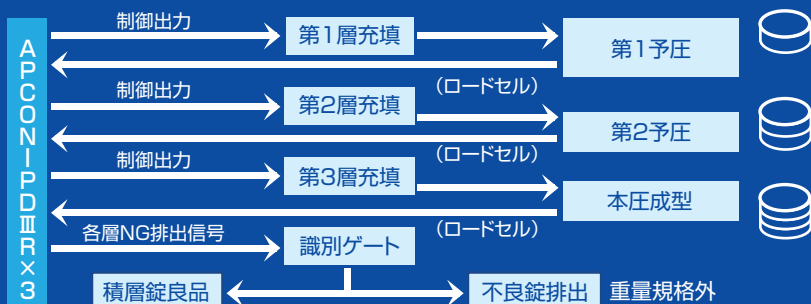 APCONIPDⅢR×3
制御出力
第1層充填
第1予圧
(ロードセル)
制御出力
第2層充填
第2予圧
(ロードセル)
制御出力
第3層充填
本圧成型
(ロードセル)
各層NG排出信号
識別ゲート
積層錠良品
不良錠排出
重量規格外